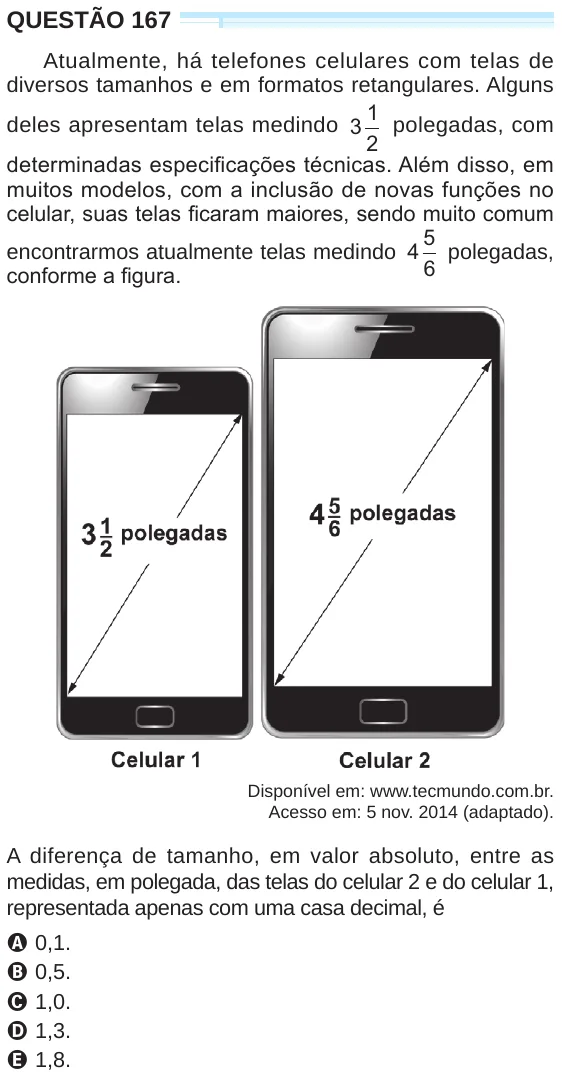 QUESTÃO 167
Atualmente, há telefones celulares com telas de
diversos tamanhos e em formatos retangulares. Alguns
deles apresentam telas medindo 3 1/2 polegadas, com
determinadas especificações técnicas. Além disso, em
muitos modelos, com a inclusão de novas funções no
celular, suas telas ficaram maiores, sendo muito comum
encontrarmos atualmente telas medindo 4 5/6 polegadas,
conforme a figura.
3 1/2 polegadas
4 5/6 polegadas
Celular 1
Celular 2
Disponível em: www.tecmundo.com.br.
Acesso em: 5 nov. 2014 (adaptado).
A diferença de tamanho, em valor absoluto, entre as
medidas, em polegada, das telas do celular 2 e do celular 1,
representada apenas com uma casa decimal, é
A 0,1.
B 0,5.
C 1,0.
D 1,3.
E 1,8.